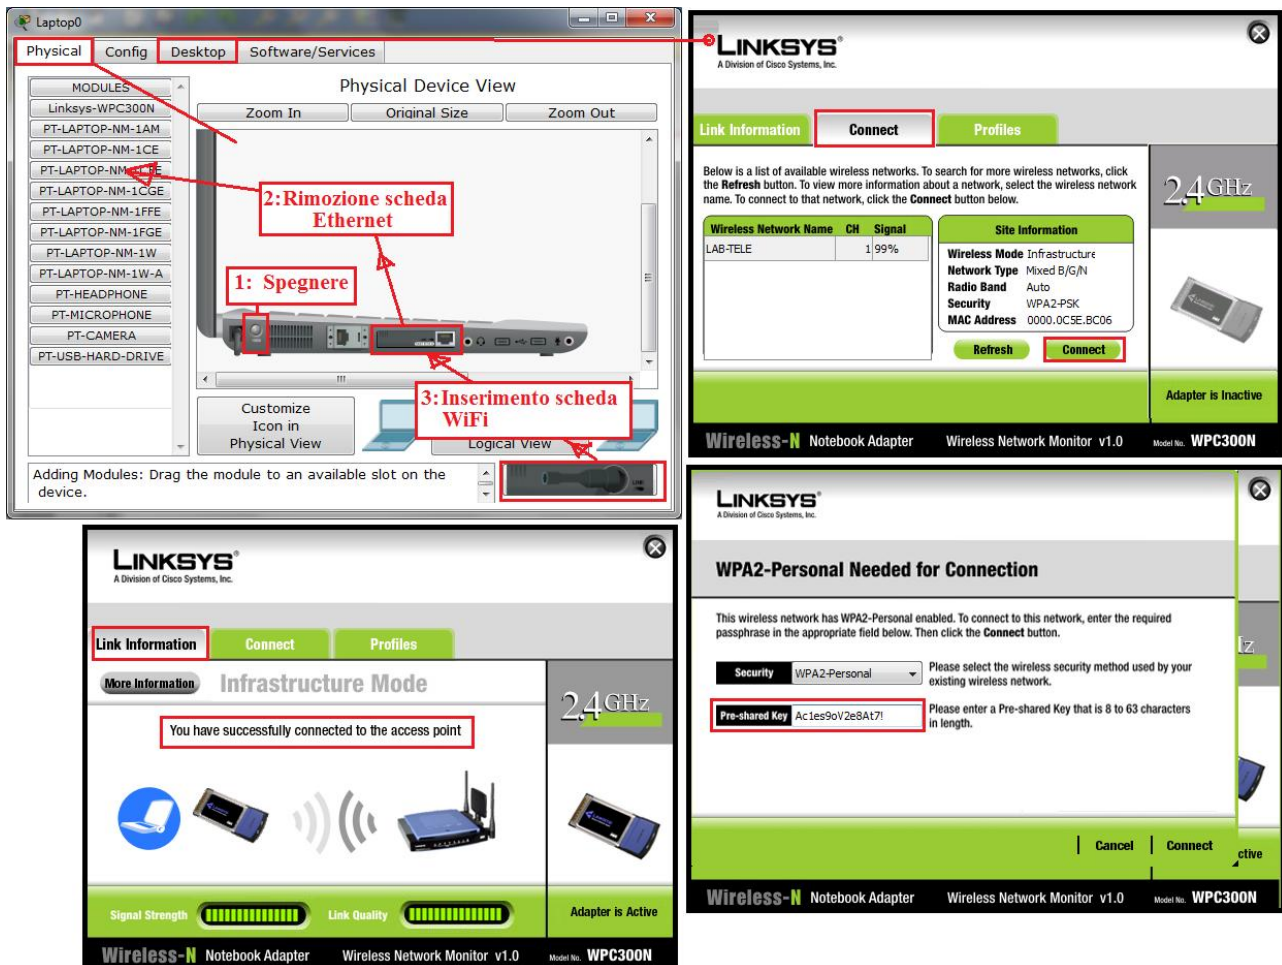 Laptop0
Physical Config Desktop Software/Services
MODULES
Linksys-WPC300N
PT-LAPTOP-NM-1AM
PT-LAPTOP-NM-1CE
PT-LAPTOP-NM-1CFE
PT-LAPTOP-NM-1CGE
PT-LAPTOP-NM-1FFE
PT-LAPTOP-NM-1FGE
PT-LAPTOP-NM-1W
PT-LAPTOP-NM-1W-A
PT-HEADPHONE
PT-MICROPHONE
PT-CAMERA
PT-USB-HARD-DRIVE
Physical Device View
Zoom In Original Size Zoom Out
2:Rimozione scheda
Ethernet
1: Spegnere
3:Inserimento scheda
WiFi
Customize
Icon in
Physical View
Logical View
Adding Modules: Drag the module to an available slot on the
device.
LINKSYS®
A Division of Cisco Systems, Inc.
Link Information Connect Profiles
Below is a list of available wireless networks. To search for more wireless networks, click
the Refresh button. To view more information about a network, select the wireless network
name. To connect to that network, click the Connect button below.
Wireless Network Name CH Signal
LAB-TELE 1 99%
Site Information
Wireless Mode Infrastructure
Network Type Mixed B/G/N
Radio Band Auto
Security WPA2-PSK
MAC Address 0000.0C5E.BC06
Refresh Connect
2,4GHz
Adapter is Inactive
Wireless-N Notebook Adapter Wireless Network Monitor v1.0 Model No. WPC300N
LINKSYS®
A Division of Cisco Systems, Inc.
WPA2-Personal Needed for Connection
This wireless network has WPA2-Personal enabled. To connect to this network, enter the required
passphrase in the appropriate field below. Then click the Connect button.
Security WPA2-Personal Please select the wireless security method used by your
existing wireless network.
Pre-shared Key Ac1es9oV2e8At7! Please enter a Pre-shared Key that is 8 to 63 characters
in length.
Cancel Connect
ctive
Wireless-N Notebook Adapter Wireless Network Monitor v1.0 Model No. WPC300N
LINKSYS®
A Division of Cisco Systems, Inc.
Link Information Connect Profiles
More Information Infrastructure Mode
You have successfully connected to the access point
2,4GHz
Signal Strength Link Quality Adapter is Active
Wireless-N Notebook Adapter Wireless Network Monitor v1.0 Model No. WPC300N